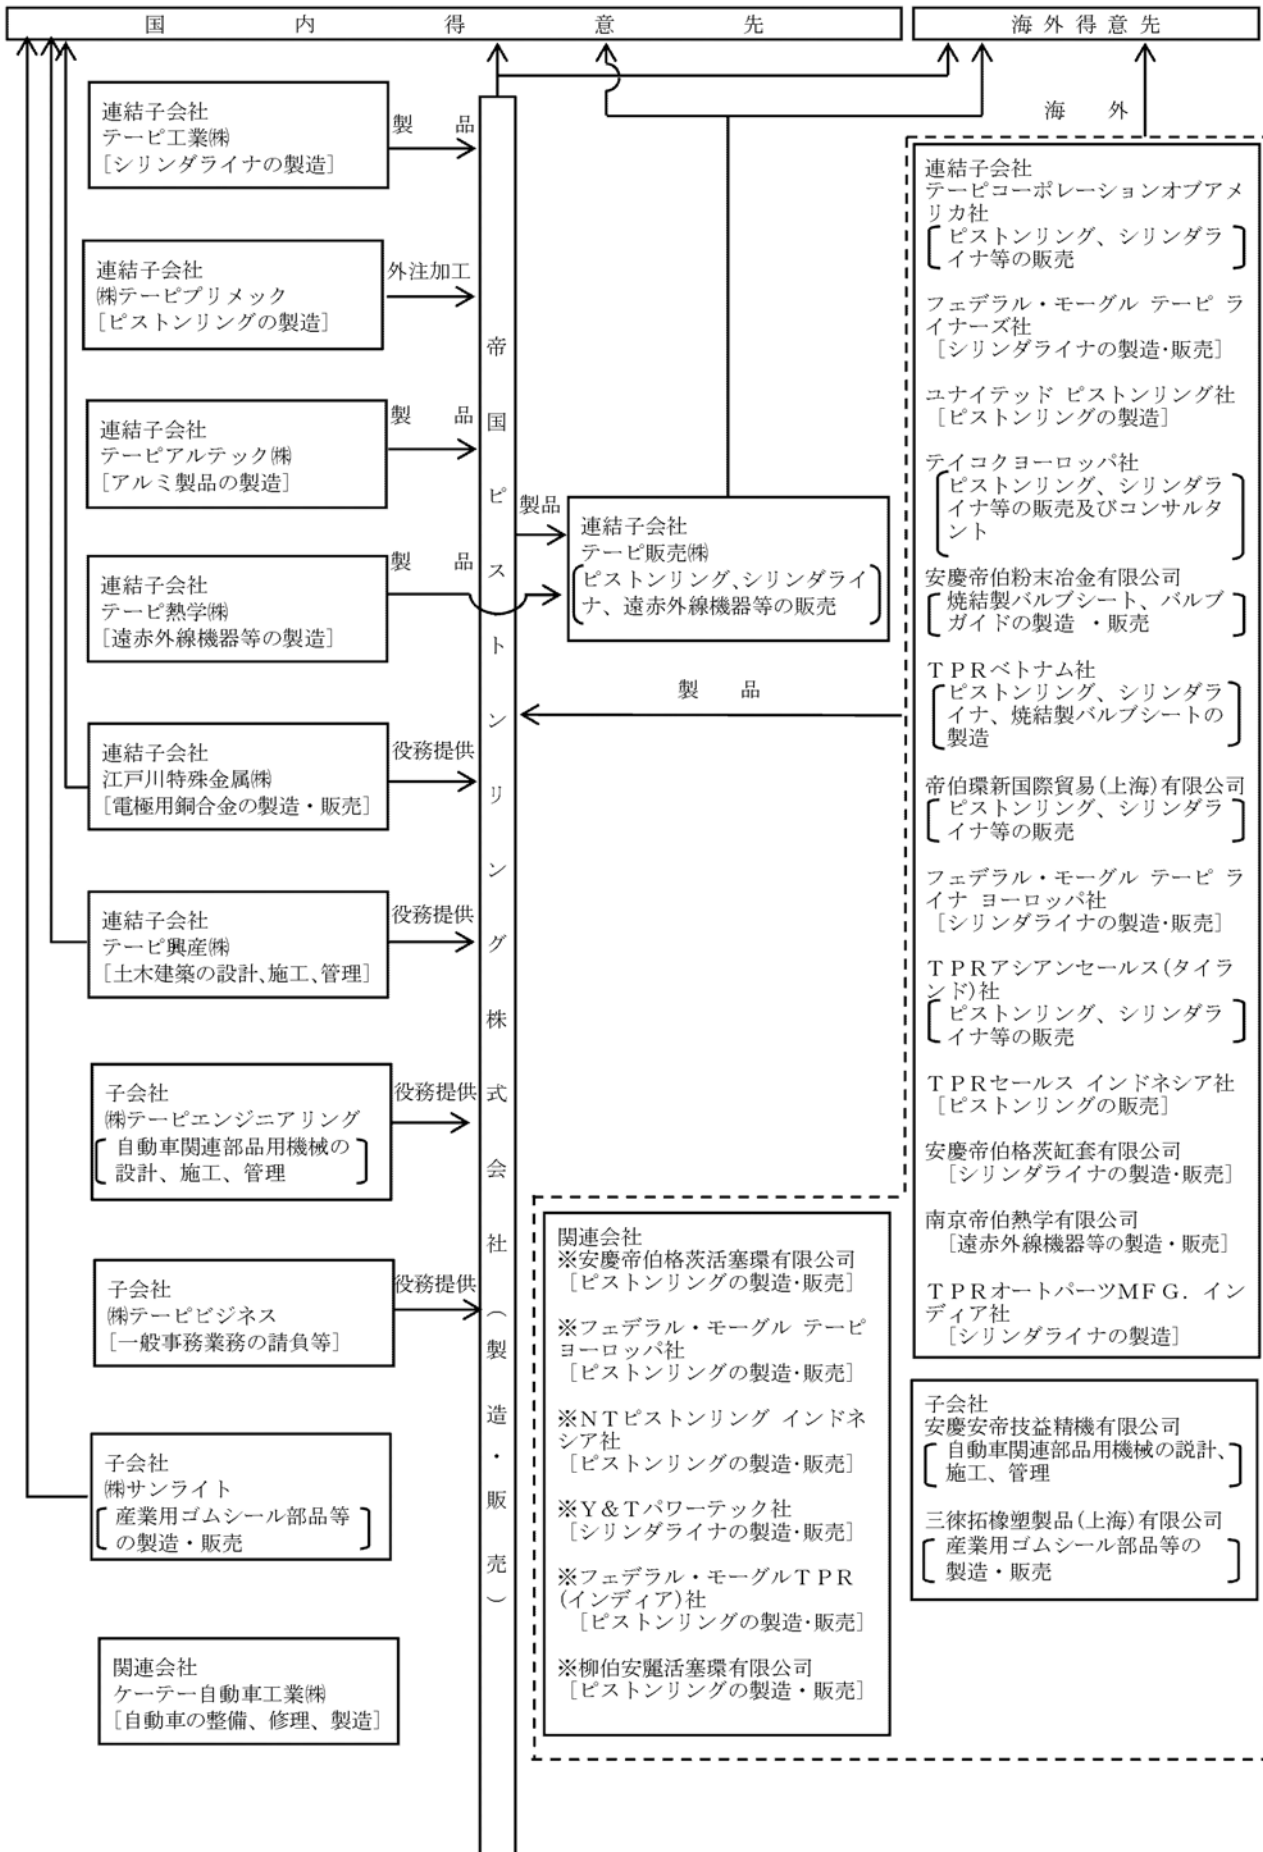 国内得意先
海外得意先
連結子会社
テーピ工業㈱
[シリンダライナの製造]
製品
連結子会社
㈱テーピプリメック
[ピストンリングの製造]
外注加工
連結子会社
テーピアルテック㈱
[アルミ製品の製造]
製品
連結子会社
テーピ熱学㈱
[遠赤外線機器等の製造]
製品
連結子会社
江戸川特殊金属㈱
[電極用銅合金の製造・販売]
役務提供
連結子会社
テーピ興産㈱
[土木建築の設計、施工、管理]
役務提供
子会社
㈱テーピエンジニアリング
[自動車関連部品用機械の
設計、施工、管理]
役務提供
子会社
㈱テーピビジネス
[一般事務業務の請負等]
役務提供
子会社
㈱サンライト
[産業用ゴムシール部品等
の製造・販売]
関連会社
ケーテー自動車工業㈱
[自動車の整備、修理、製造]
帝国ピストンリング株式会社(製造・販売)
製品
連結子会社
テーピ販売㈱
[ピストンリング、シリンダライ
ナ、遠赤外線機器等の販売]
製品
関連会社
※安慶帝伯格茨活塞環有限公司
[ピストンリングの製造・販売]
※フェデラル・モーグル テーピ
ヨーロッパ社
[ピストンリングの製造・販売]
※NTピストンリング インドネ
シア社
[ピストンリングの製造・販売]
※Y&Tパワーテック社
[シリンダライナの製造・販売]
※フェデラル・モーグルTPR
(インディア)社
[ピストンリングの製造・販売]
※柳伯安麗活塞環有限公司
[ピストンリングの製造・販売]
海外
連結子会社
テーピコーポレーションオブアメ
リカ社
[ピストンリング、シリンダラ
イナ等の販売]
フェデラル・モーグル テーピ ラ
イナーズ社
[シリンダライナの製造・販売]
ユナイテッド ピストンリング社
[ピストンリングの製造]
テイコクヨーロッパ社
[ピストンリング、シリンダラ
イナ等の販売及びコンサルタ
ント]
安慶帝伯粉末冶金有限公司
[焼結製バルブシート、バルブ
ガイドの製造 ・販売]
TPRベトナム社
[ピストンリング、シリンダラ
イナ、焼結製バルブシートの
製造]
帝伯環新国際貿易(上海)有限公司
[ピストンリング、シリンダラ
イナ等の販売]
フェデラル・モーグル テーピ ラ
イナ ヨーロッパ社
[シリンダライナの製造・販売]
TPRアシアンセールス(タイラ
ンド)社
[ピストンリング、シリンダラ
イナ等の販売]
TPRセールス インドネシア社
[ピストンリングの販売]
安慶帝伯格茨缸套有限公司
[シリンダライナの製造・販売]
南京帝伯熱学有限公司
[遠赤外線機器等の製造・販売]
TPRオートパーツMFG. イン
ディア社
[シリンダライナの製造]
子会社
安慶安帝技益精機有限公司
[自動車関連部品用機械の説計、
施工、管理]
三徠拓橡塑製品(上海)有限公司
[産業用ゴムシール部品等の
製造・販売]